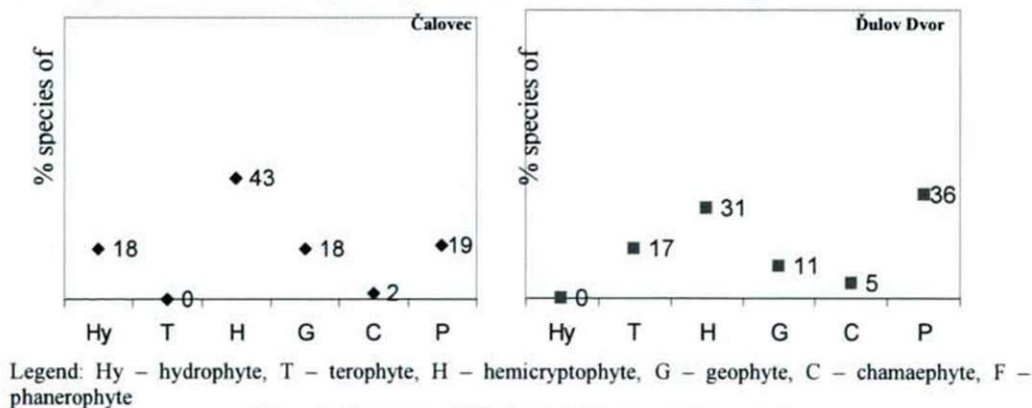 Čalovec
% species of
43
18
18
19
0
2
Hy T H G C P
Ďulov Dvor
% species of
36
31
17
11
5
0
Hy T H G C P
Legend: Hy – hydrophyte, T – terophyte, H – hemicryptophyte, G – geophyte, C – chamaephyte, F –
phanerophyte